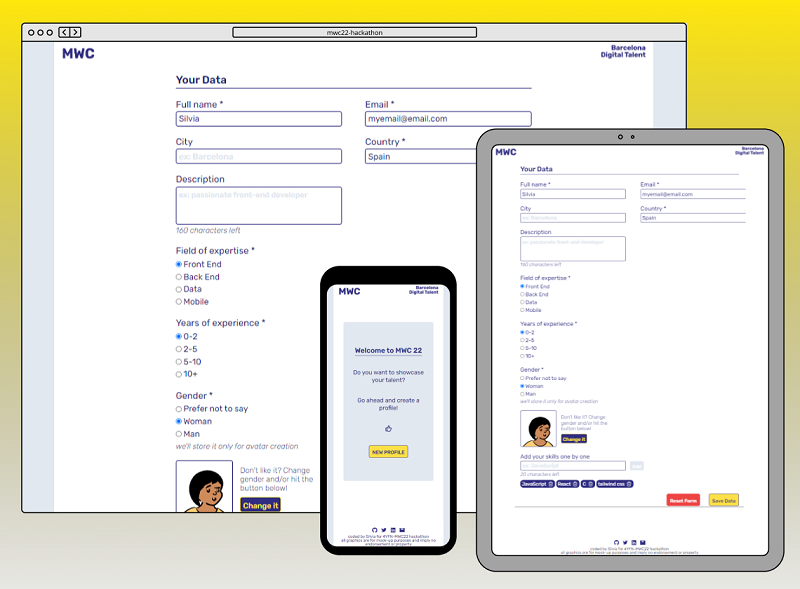 mwc22-hackathon
MWC
Barcelona
Digital Talent
Your Data
Full name *
Email *
Silvia
myemail@email.com
City
Country *
ex: Barcelona
Spain
Description
ex: passionate front-end developer
160 characters left
Field of expertise *
Front End
Back End
Data
Mobile
Years of experience *
0-2
2-5
5-10
10+
Gender *
Prefer not to say
Woman
Man
we'll store it only for avatar creation
Don't like it? Change
gender and/or hit the
button below!
Change it
MWC
Barcelona
Digital Talent
Welcome to MWC 22
Do you want to showcase
your talent?
Go ahead and create a
profile!
NEW PROFILE
coded by Silvia for 4YFN-MWC22 hackathon
all graphics are for mock-up purposes and imply no
endorsement or property
MWC
Barcelona
Digital Talent
Your Data
Full name *
Email *
Silvia
myemail@email.com
City
Country *
ex: Barcelona
Spain
Description
ex: passionate front-end developer
160 characters left
Field of expertise *
Front End
Back End
Data
Mobile
Years of experience *
0-2
2-5
5-10
10+
Gender *
Prefer not to say
Woman
Man
we'll store it only for avatar creation
Don't like it? Change
gender and/or hit the
button below!
Change it
Add your skills one by one
ex: JavaScript
Add
20 characters left
JavaScript
React
C
tailwind css
Reset Form
Save Data
coded by Silvia for 4YFN-MWC22 hackathon
all graphics are for mock-up purposes and imply no endorsement or property